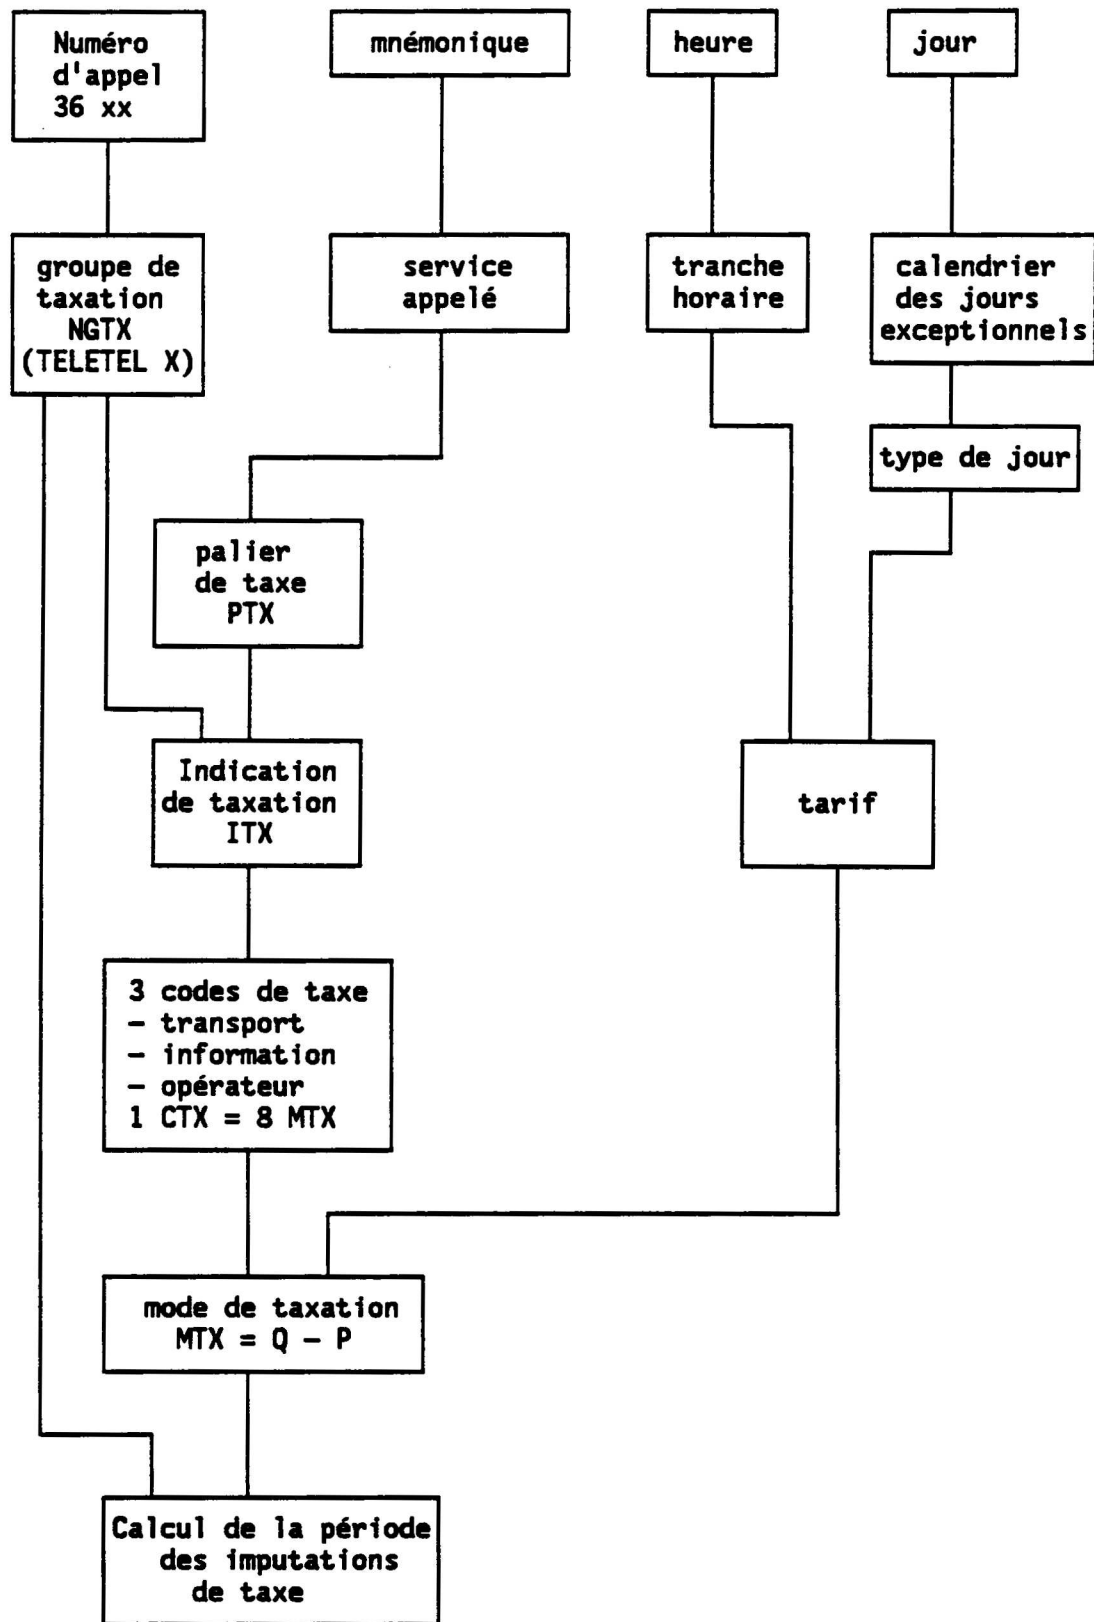 Numéro
d'appel
36 xx
mnémonique
heure
jour
groupe de
taxation
NGTX
(TELETEL X)
service
appelé
tranche
horaire
calendrier
des jours
exceptionnels
type de jour
palier
de taxe
PTX
Indication
de taxation
ITX
tarif
3 codes de taxe
– transport
– information
– opérateur
1 CTX = 8 MTX
mode de taxation
MTX = Q – P
Calcul de la période
des imputations
de taxe